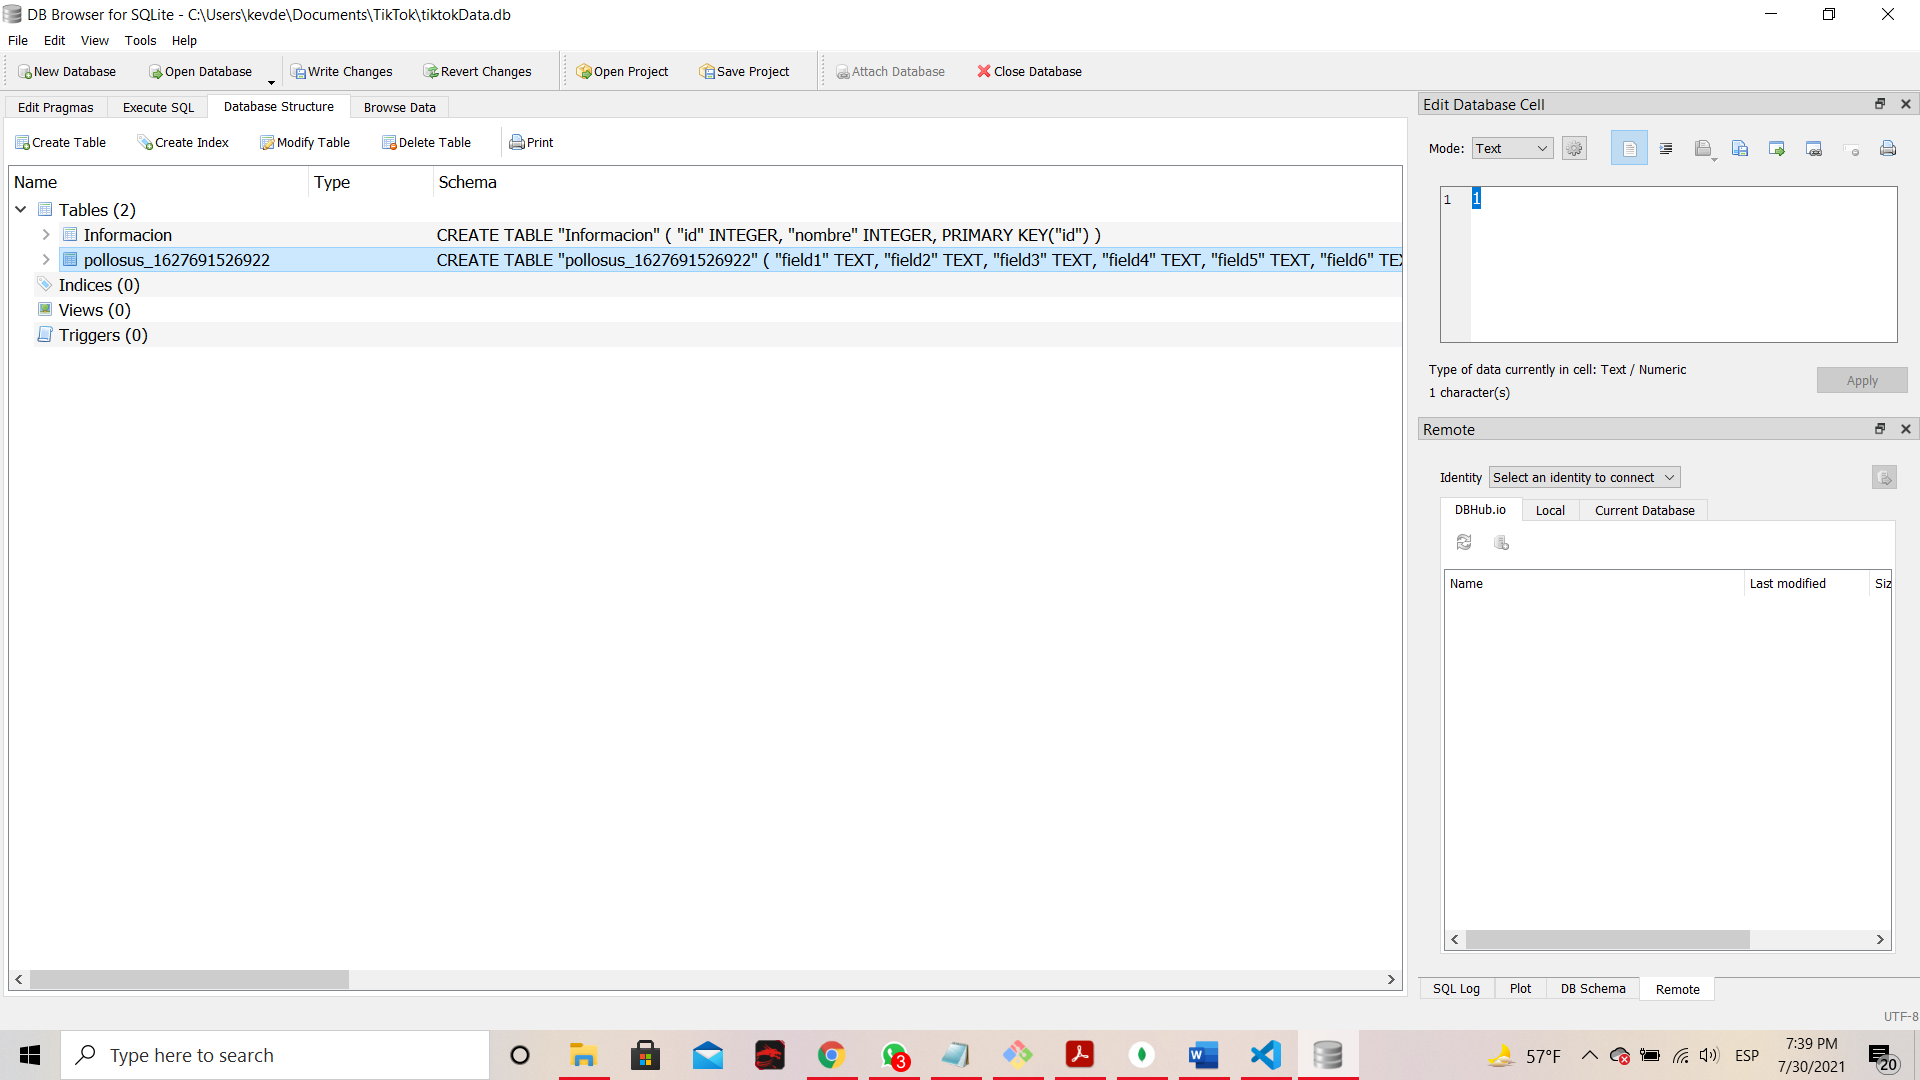 DB Browser for SQLite - C:\Users\kevde\Documents\TikTok\tiktokData.db
File Edit View Tools Help
New Database Open Database Write Changes Revert Changes Open Project Save Project Attach Database Close Database
Edit Pragmas Execute SQL Database Structure Browse Data
Create Table Create Index Modify Table Delete Table Print
Name Type Schema
Tables (2)
Informacion CREATE TABLE "Informacion" ( "id" INTEGER, "nombre" INTEGER, PRIMARY KEY("id") )
pollosus_1627691526922 CREATE TABLE "pollosus_1627691526922" ( "field1" TEXT, "field2" TEXT, "field3" TEXT, "field4" TEXT, "field5" TEXT, "field6" TEX
Indices (0)
Views (0)
Triggers (0)
Edit Database Cell
Mode: Text
1 1
Type of data currently in cell: Text / Numeric
1 character(s)
Apply
Remote
Identity Select an identity to connect
DBHub.io Local Current Database
Name Last modified Siz
SQL Log Plot DB Schema Remote
UTF-8
Type here to search
3
57°F
ESP
7:39 PM
7/30/2021
20